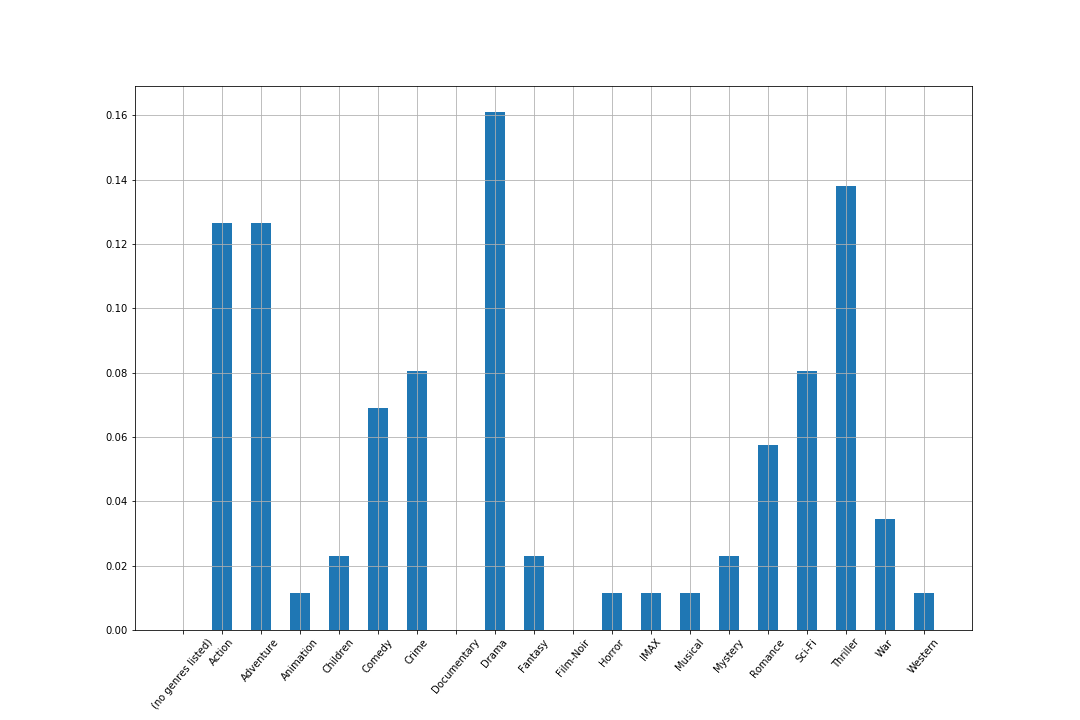 0.16
0.14
0.12
0.10
0.08
0.06
0.04
0.02
0.00
(no genres listed)
Action
Adventure
Animation
Children
Comedy
Crime
Documentary
Drama
Fantasy
Film-Noir
Horror
IMAX
Musical
Mystery
Romance
Sci-Fi
Thriller
War
Western